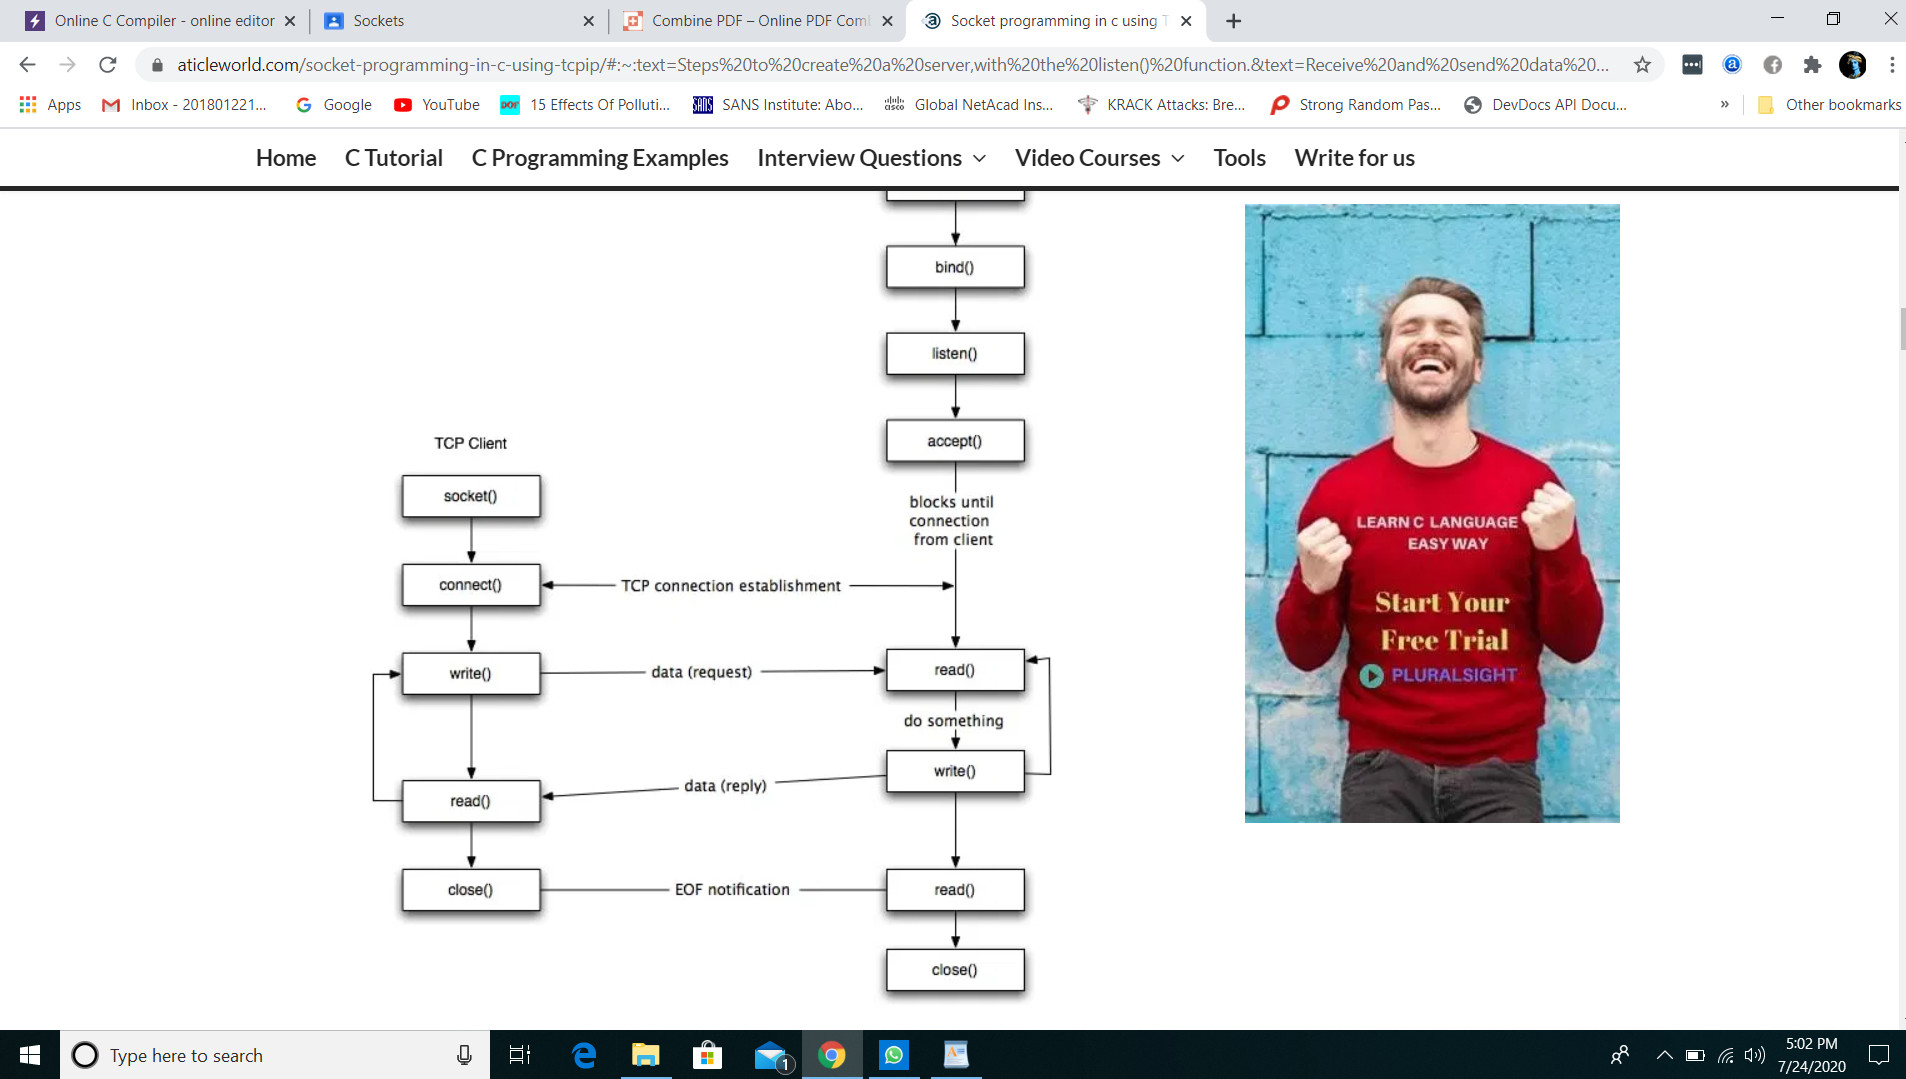 Online C Compiler - online editor
Sockets
Combine PDF – Online PDF Com
Socket programming in c using T
aticleworld.com/socket-programming-in-c-using-tcpip/#:~:text=Steps%20to%20create%20a%20server,with%20the%20listen()%20function.&text=Receive%20and%20send%20data%20...
Apps
Inbox - 201801221...
Google
YouTube
DOF
15 Effects Of Polluti...
SANS
SANS Institute: Abo...
cisco
Global NetAcad Ins...
KRACK Attacks: Bre...
Strong Random Pas...
DevDocs API Docu...
»
Other bookmarks
Home
C Tutorial
C Programming Examples
Interview Questions
Video Courses
Tools
Write for us
bind()
listen()
accept()
blocks until
connection
from client
TCP Client
socket()
connect()
TCP connection establishment
write()
data (request)
read()
do something
write()
data (reply)
read()
close()
EOF notification
read()
close()
LEARN C LANGUAGE
EASY WAY
Start Your
Free Trial
PLURALSIGHT
Type here to search
1
5:02 PM
7/24/2020